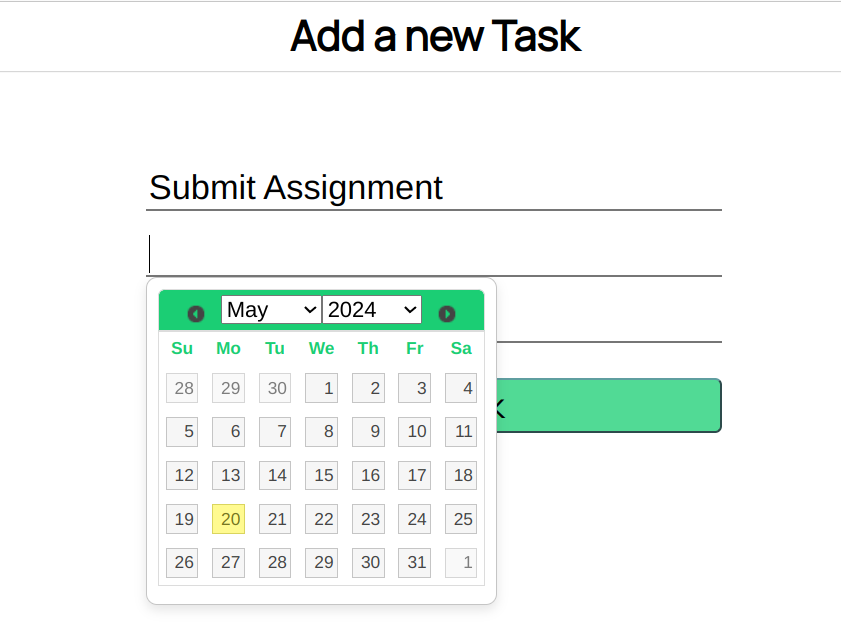 Add a new Task
Submit Assignment
May 2024
Su Mo Tu We Th Fr Sa
28 29 30 1 2 3 4
5 6 7 8 9 10 11
12 13 14 15 16 17 18
19 20 21 22 23 24 25
26 27 28 29 30 31 1